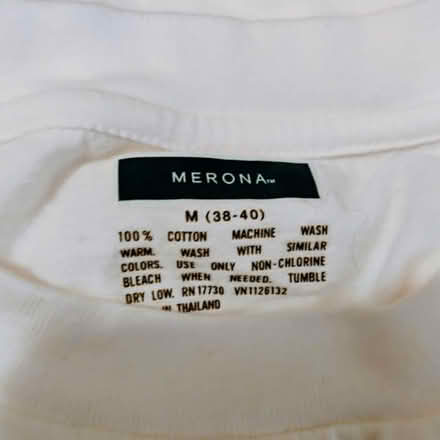 MERONA™
M (38-40)
100% COTTON MACHINE WASH
WARM. WASH WITH SIMILAR
COLORS. USE ONLY NON-CHLORINE
BLEACH WHEN NEEDED. TUMBLE
DRY LOW. RN 17730 VN1126132
IN THAILAND